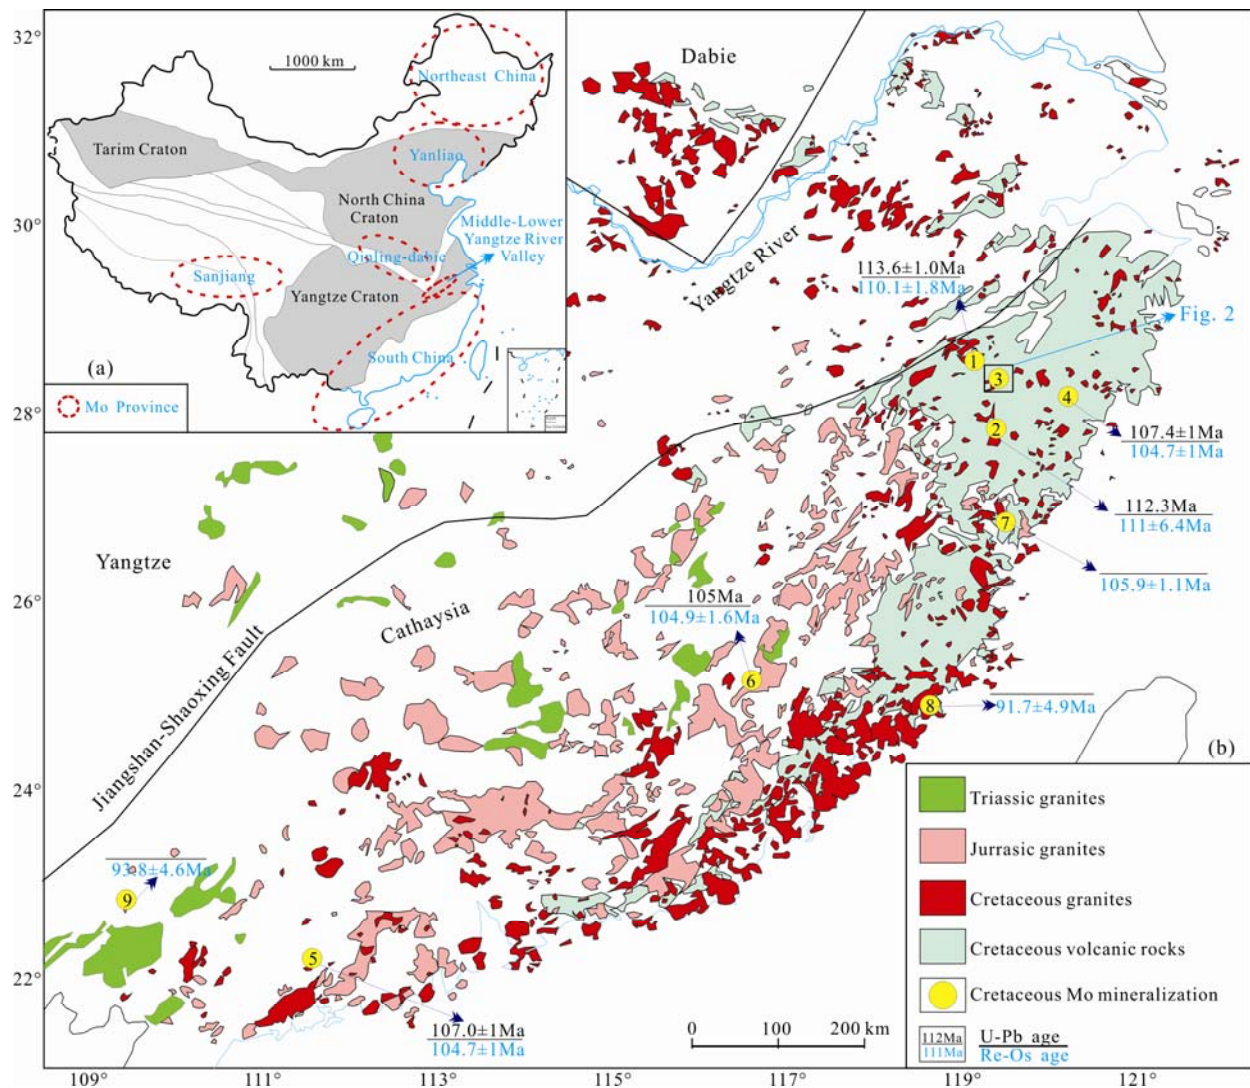 32°
30°
28°
26°
24°
22°
109°
111°
113°
115°
117°
119°
121°
1000 km
Northeast China
Tarim Craton
Yanliao
North China
Craton
Middle-Lower
Yangtze River
Valley
Qinling-dabie
Sanjiang
Yangtze Craton
South China
(a)
Mo Province
Dabie
Yangtze River
113.6±1.0Ma
110.1±1.8Ma
Fig. 2
1
3
4
2
107.4±1Ma
104.7±1Ma
112.3Ma
111±6.4Ma
7
105.9±1.1Ma
Yangtze
Cathaysia
Jiangshan-Shaoxing Fault
105Ma
104.9±1.6Ma
6
8
91.7±4.9Ma
(b)
93.8±4.6Ma
9
5
107.0±1Ma
104.7±1Ma
0 100 200 km
Triassic granites
Jurrasic granites
Cretaceous granites
Cretaceous volcanic rocks
Cretaceous Mo mineralization
112Ma
111Ma
U-Pb age
Re-Os age